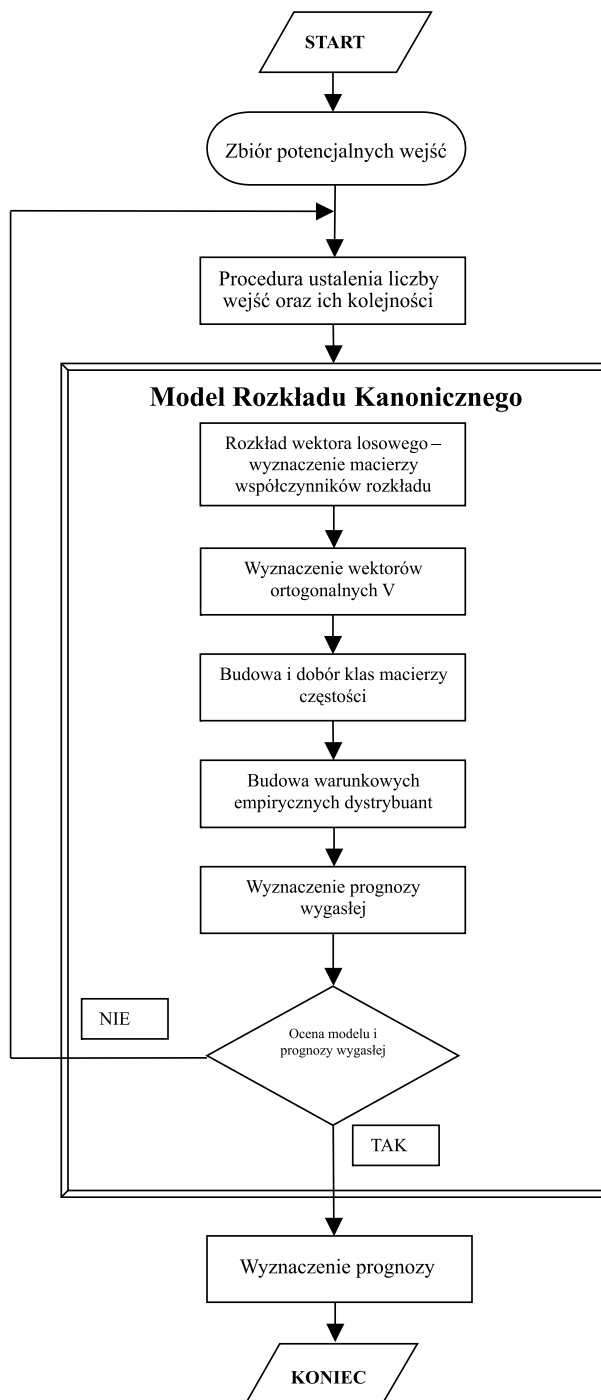 START
Zbiór potencjalnych wejść
Procedura ustalenia liczby
wejść oraz ich kolejności
Model Rozkładu Kanonicznego
Rozkład wektora losowego –
wyznaczenie macierzy
współczynników rozkładu
Wyznaczenie wektorów
ortogonalnych V
Budowa i dobór klas macierzy
częstości
Budowa warunkowych
empirycznych dystrybuant
Wyznaczenie prognozy
wygasłej
Ocena modelu i
prognozy wygasłej
NIE
TAK
Wyznaczenie prognozy
KONIEC